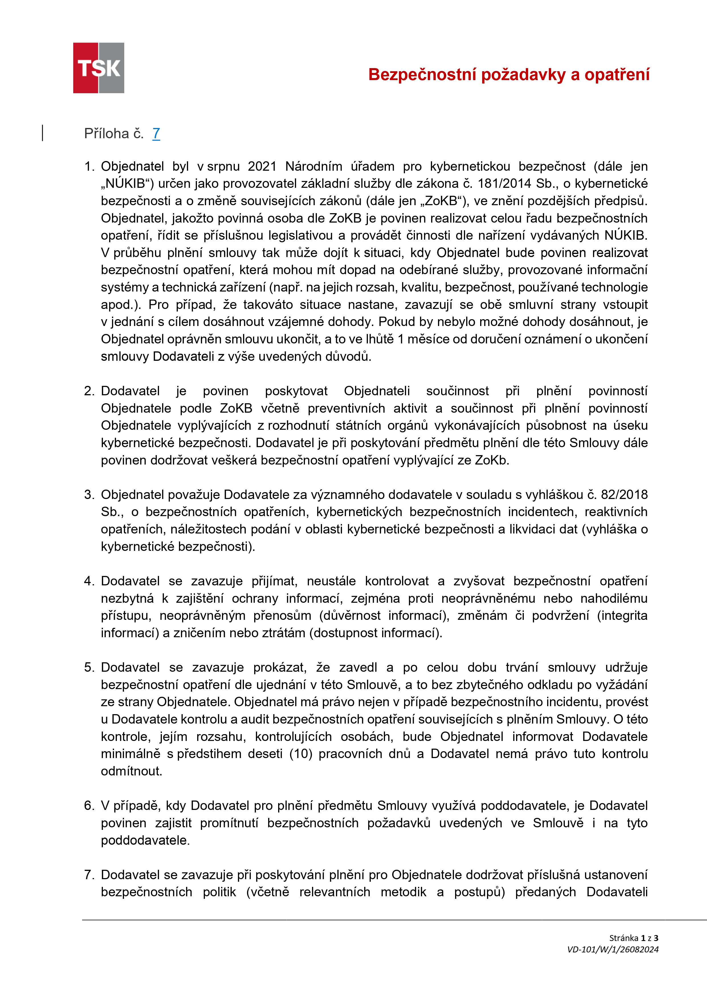 TSK
Bezpečnostní požadavky a opatření
Příloha č. 7
1. Objednatel byl v srpnu 2021 Národním úřadem pro kybernetickou bezpečnost (dále jen
„NÚKIB“) určen jako provozovatel základní služby dle zákona č. 181/2014 Sb., o kybernetické
bezpečnosti a o změně souvisejících zákonů (dále jen „ZoKB“), ve znění pozdějších předpisů.
Objednatel, jakožto povinná osoba dle ZoKB je povinen realizovat celou řadu bezpečnostních
opatření, řídit se příslušnou legislativou a provádět činnosti dle nařízení vydávaných NÚKIB.
V průběhu plnění smlouvy tak může dojít k situaci, kdy Objednatel bude povinen realizovat
bezpečnostní opatření, která mohou mít dopad na odebírané služby, provozované informační
systémy a technická zařízení (např. na jejich rozsah, kvalitu, bezpečnost, používané technologie
apod.). Pro případ, že takováto situace nastane, zavazují se obě smluvní strany vstoupit
v jednání s cílem dosáhnout vzájemné dohody. Pokud by nebylo možné dohody dosáhnout, je
Objednatel oprávněn smlouvu ukončit, a to ve lhůtě 1 měsíce od doručení oznámení o ukončení
smlouvy Dodavateli z výše uvedených důvodů.
2. Dodavatel je povinen poskytovat Objednateli součinnost při plnění povinností
Objednatele podle ZoKB včetně preventivních aktivit a součinnost při plnění povinností
Objednatele vyplývajících z rozhodnutí státních orgánů vykonávajících působnost na úseku
kybernetické bezpečnosti. Dodavatel je při poskytování předmětu plnění dle této Smlouvy dále
povinen dodržovat veškerá bezpečnostní opatření vyplývající ze ZoKb.
3. Objednatel považuje Dodavatele za významného dodavatele v souladu s vyhláškou č. 82/2018
Sb., o bezpečnostních opatřeních, kybernetických bezpečnostních incidentech, reaktivních
opatřeních, náležitostech podání v oblasti kybernetické bezpečnosti a likvidaci dat (vyhláška o
kybernetické bezpečnosti).
4. Dodavatel se zavazuje přijímat, neustále kontrolovat a zvyšovat bezpečnostní opatření
nezbytná k zajištění ochrany informací, zejména proti neoprávněnému nebo nahodilému
přístupu, neoprávněným přenosům (důvěrnost informací), změnám či podvržení (integrita
informací) a zničením nebo ztrátám (dostupnost informací).
5. Dodavatel se zavazuje prokázat, že zavedl a po celou dobu trvání smlouvy udržuje
bezpečnostní opatření dle ujednání v této Smlouvě, a to bez zbytečného odkladu po vyžádání
ze strany Objednatele. Objednatel má právo nejen v případě bezpečnostního incidentu, provést
u Dodavatele kontrolu a audit bezpečnostních opatření souvisejících s plněním Smlouvy. O této
kontrole, jejím rozsahu, kontrolujících osobách, bude Objednatel informovat Dodavatele
minimálně s předstihem deseti (10) pracovních dnů a Dodavatel nemá právo tuto kontrolu
odmítnout.
6. V případě, kdy Dodavatel pro plnění předmětu Smlouvy využívá poddodavatele, je Dodavatel
povinen zajistit promítnutí bezpečnostních požadavků uvedených ve Smlouvě i na tyto
poddodavatele.
7. Dodavatel se zavazuje při poskytování plnění pro Objednatele dodržovat příslušná ustanovení
bezpečnostních politik (včetně relevantních metodik a postupů) předaných Dodavateli
Stránka 1 z 3
VD-101/W/1/26082024